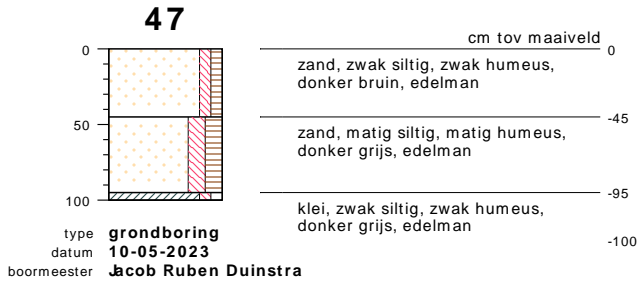 47
cm tov maaiveld
0
0
zand, zwak siltig, zwak humeus,
donker bruin, edelman
50
-45
zand, matig siltig, matig humeus,
donker grijs, edelman
100
-95
klei, zwak siltig, zwak humeus,
donker grijs, edelman
-100
type grondboring
datum 10-05-2023
boormeester Jacob Ruben Duinstra